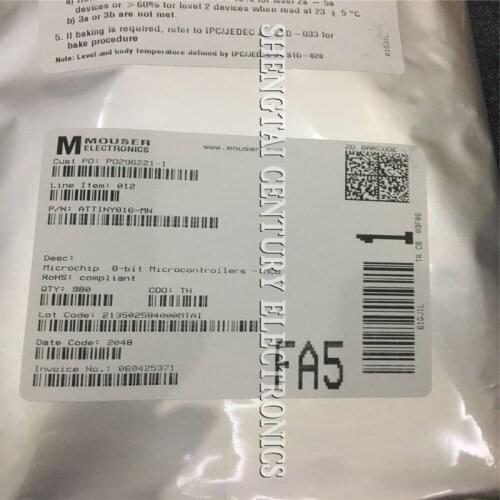 devices or > 60% for level 2 devices when read at 23 ± 5 °C
b) 3a or 3b are not met.
5. If baking is required, refer to IPC/JEDEC STD-033 for
bake procedure
Note: Level and body temperature defined by IPC/JEDEC STD-020
M MOUSER
ELECTRONICS
www.mouser
2D BARCODE
Cust PO: PO296221-1
Line Item: 012
P/N: ATTINY816-MN
Desc:
Microchip 8-bit Microcontrollers -
RoHS: compliant
QTY: 980 COO: TH
Lot Code: 213502584000MTA1
Date Code: 2048
Invoice No.: 060425371
1
FA5
SHENGTAI CENTURY ELECTRONICS